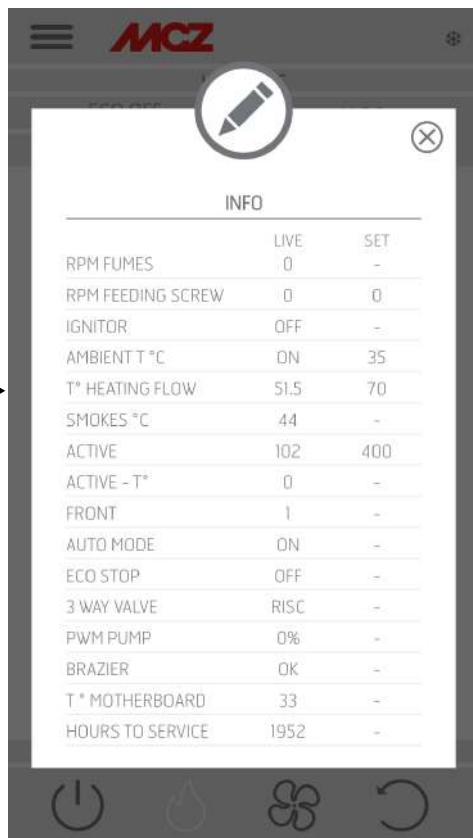 MCZ
INFO
LIVE SET
RPM FUMES 0 -
RPM FEEDING SCREW 0 0
IGNITOR OFF -
AMBIENT T °C ON 35
T° HEATING FLOW 51.5 70
SMOKES °C 44 -
ACTIVE 102 400
ACTIVE - T° 0 -
FRONT 1 -
AUTO MODE ON -
ECO STOP OFF -
3 WAY VALVE RISC -
PWM PUMP 0% -
BRAZIER OK -
T ° MOTHERBOARD 33 -
HOURS TO SERVICE 1952 -